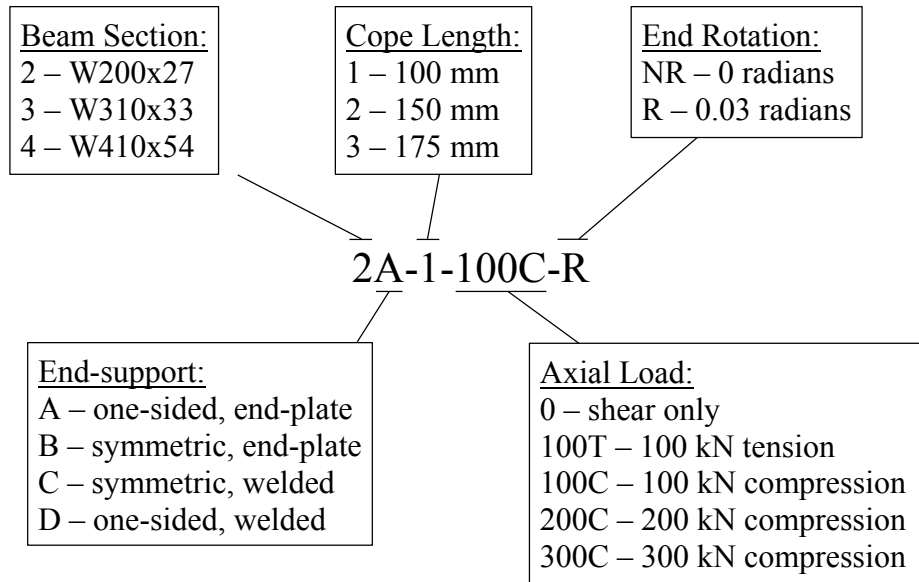 Beam Section:
2 – W200x27
3 – W310x33
4 – W410x54
Cope Length:
1 – 100 mm
2 – 150 mm
3 – 175 mm
End Rotation:
NR – 0 radians
R – 0.03 radians
2A-1-100C-R
End-support:
A – one-sided, end-plate
B – symmetric, end-plate
C – symmetric, welded
D – one-sided, welded
Axial Load:
0 – shear only
100T – 100 kN tension
100C – 100 kN compression
200C – 200 kN compression
300C – 300 kN compression